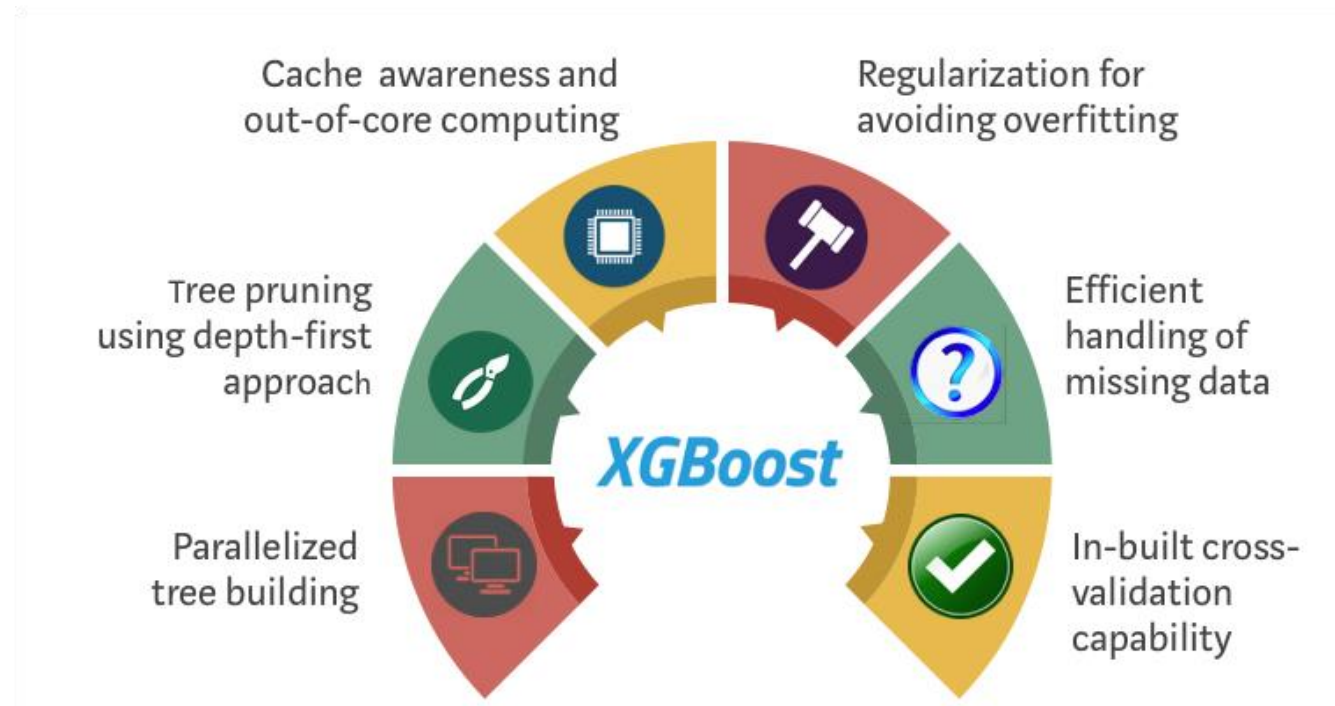 Cache awareness and
out-of-core computing
Regularization for
avoiding overfitting
Tree pruning
using depth-first
approach
Efficient
handling of
missing data
XGBoost
Parallelized
tree building
In-built cross-
validation
capability